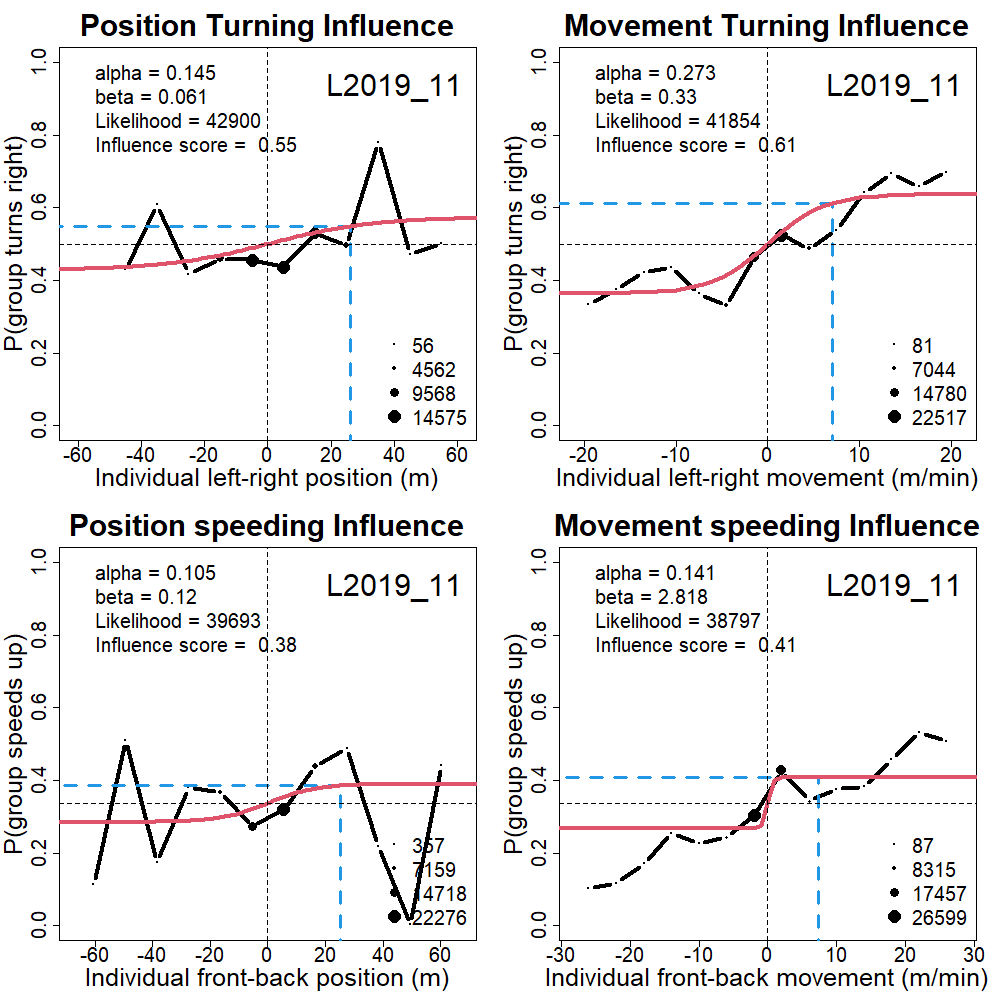 Position Turning Influence
alpha = 0.145
beta = 0.061
Likelihood = 42900
Influence score = 0.55
L2019_11
P(group turns right)
0.0 0.2 0.4 0.6 0.8 1.0
56
4562
9568
14575
-60 -40 -20 0 20 40 60
Individual left-right position (m)
Movement Turning Influence
alpha = 0.273
beta = 0.33
Likelihood = 41854
Influence score = 0.61
L2019_11
P(group turns right)
0.0 0.2 0.4 0.6 0.8 1.0
81
7044
14780
22517
-20 -10 0 10 20
Individual left-right movement (m/min)
Position speeding Influence
alpha = 0.105
beta = 0.12
Likelihood = 39693
Influence score = 0.38
L2019_11
P(group speeds up)
0.0 0.2 0.4 0.6 0.8 1.0
357
7159
14718
22276
-60 -40 -20 0 20 40 60
Individual front-back position (m)
Movement speeding Influence
alpha = 0.141
beta = 2.818
Likelihood = 38797
Influence score = 0.41
L2019_11
P(group speeds up)
0.0 0.2 0.4 0.6 0.8 1.0
87
8315
17457
26599
-30 -20 -10 0 10 20 30
Individual front-back movement (m/min)